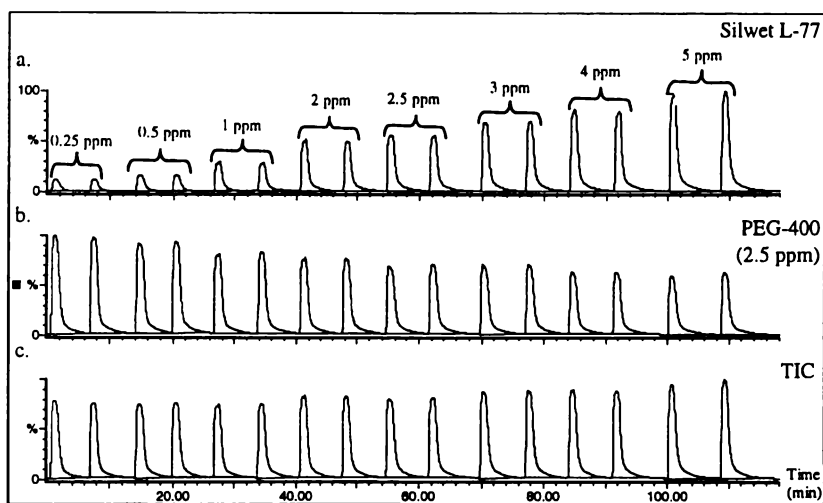 Silwet L-77
a.
100
%
0
0.25 ppm
0.5 ppm
1 ppm
2 ppm
2.5 ppm
3 ppm
4 ppm
5 ppm
b.
PEG-400
(2.5 ppm)
%
0
c.
TIC
%
0
20.00
40.00
60.00
80.00
100.00
Time
(min)